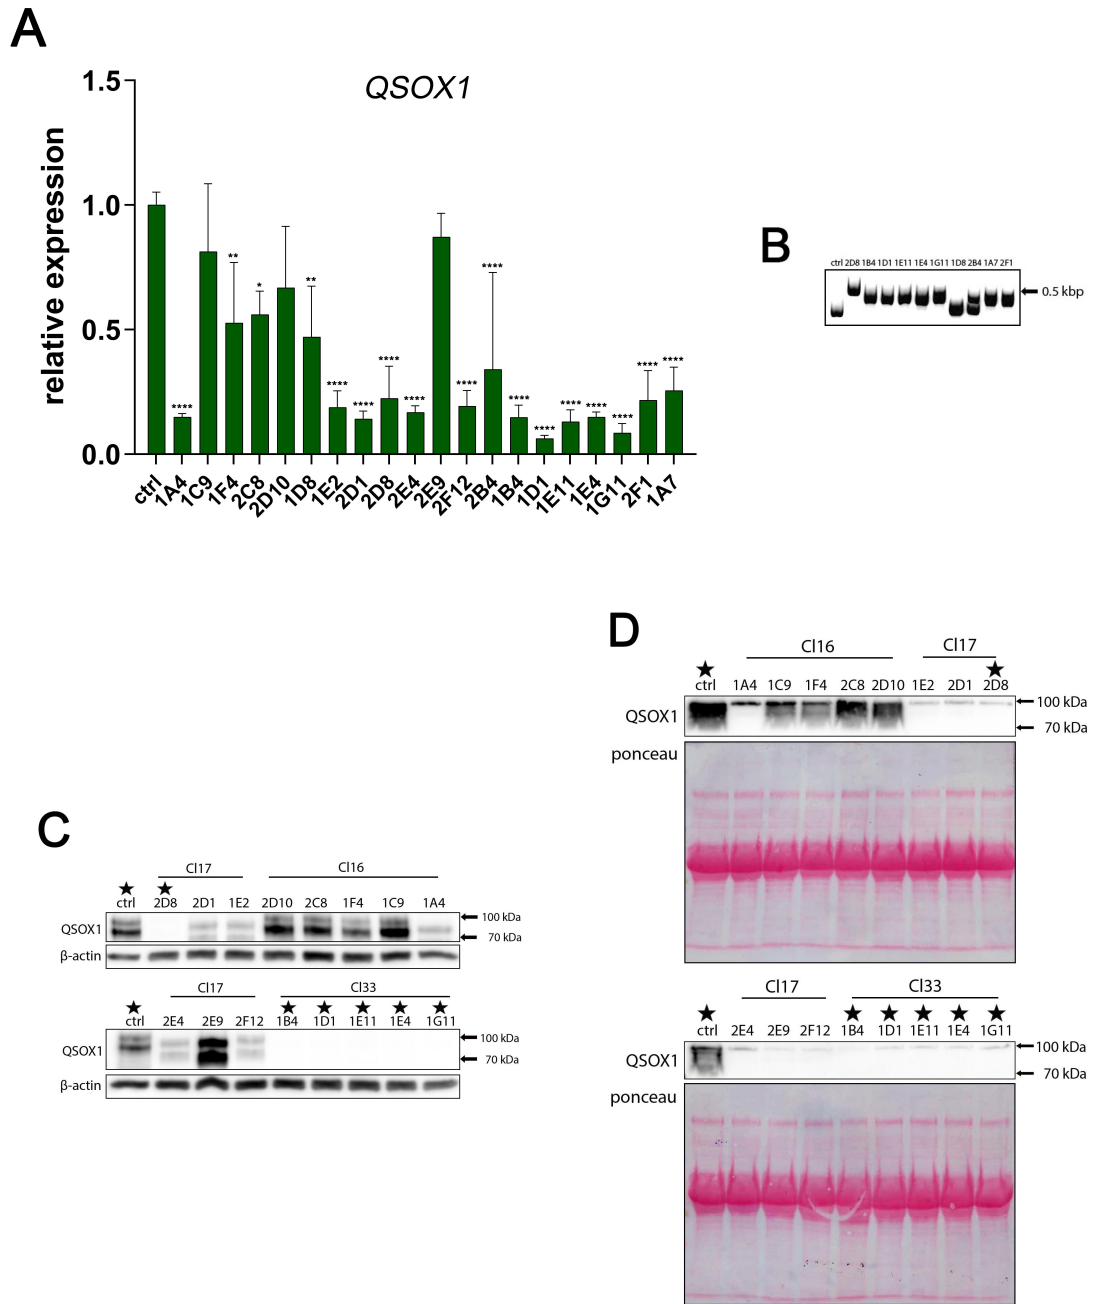 A
QSOX1
relative expression
1.5
1.0
0.5
0.0
** * ** **** **** **** **** **** **** **** **** **** **** **** **** **** ****
ctrl 1A4 1C9 1F4 2C8 2D10 1D8 1E2 2D1 2D8 2E4 2E9 2F12 2B4 1B4 1D1 1E11 1E4 1G11 2F1 1A7
B
ctrl 2D8 1B4 1D1 1E11 1E4 1G11 1D8 2B4 1A7 2F1
0.5 kbp
C
Cl17 Cl16
★ ★
ctrl 2D8 2D1 1E2 2D10 2C8 1F4 1C9 1A4
QSOX1
100 kDa
70 kDa
β-actin
Cl17 Cl33
★ ★ ★ ★ ★ ★
ctrl 2E4 2E9 2F12 1B4 1D1 1E11 1E4 1G11
QSOX1
100 kDa
70 kDa
β-actin
D
Cl16 Cl17
★ ★
ctrl 1A4 1C9 1F4 2C8 2D10 1E2 2D1 2D8
QSOX1
100 kDa
70 kDa
ponceau
Cl17 Cl33
★ ★ ★ ★ ★ ★
ctrl 2E4 2E9 2F12 1B4 1D1 1E11 1E4 1G11
QSOX1
100 kDa
70 kDa
ponceau